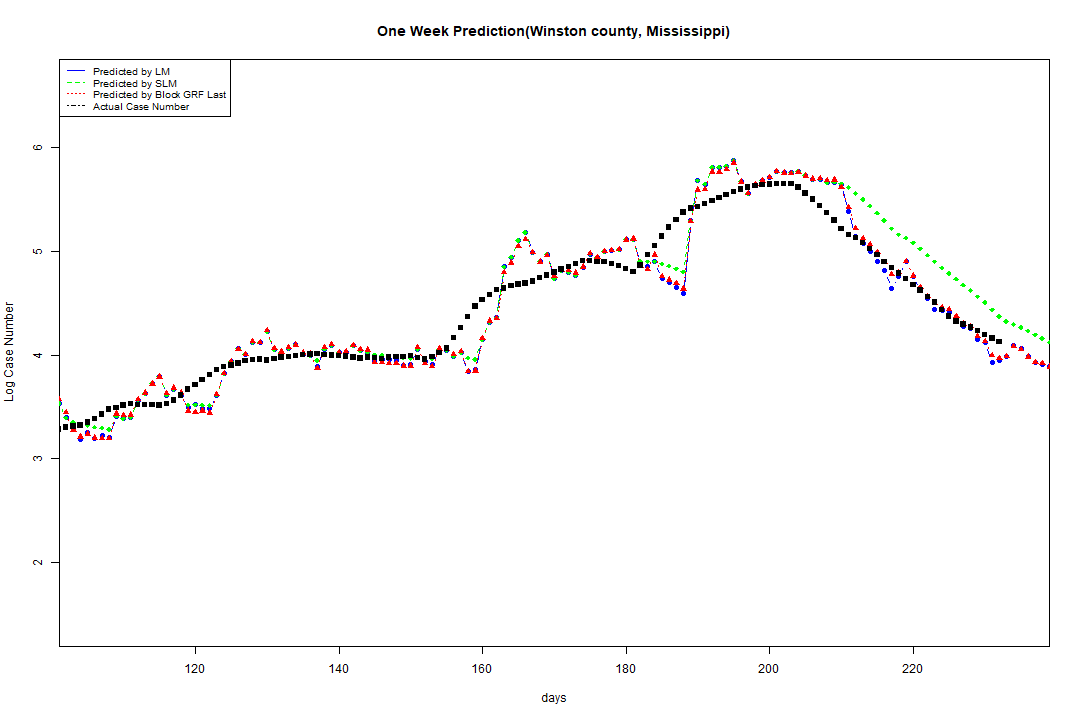 One Week Prediction(Winston county, Mississippi)
Predicted by LM
Predicted by SLM
Predicted by Block GRF Last
Actual Case Number
6
5
4
3
2
Log Case Number
120 140 160 180 200 220
days